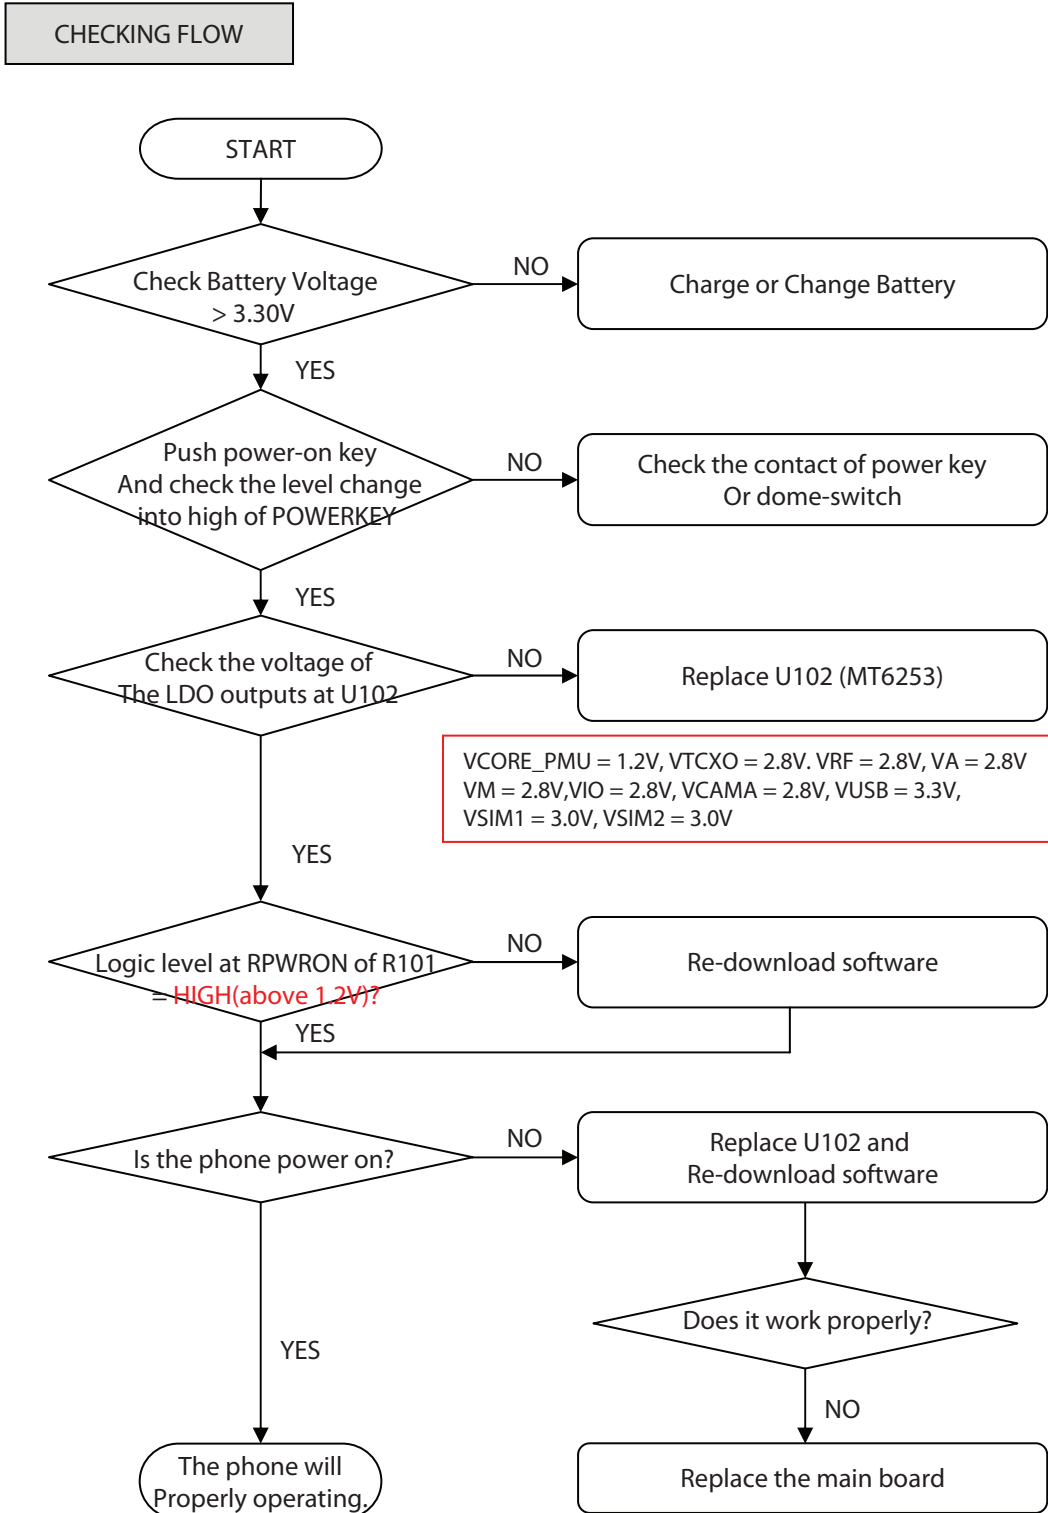 CHECKING FLOW
START
Check Battery Voltage
> 3.30V
NO
Charge or Change Battery
YES
Push power-on key
And check the level change
into high of POWERKEY
NO
Check the contact of power key
Or dome-switch
YES
Check the voltage of
The LDO outputs at U102
NO
Replace U102 (MT6253)
VCORE_PMU = 1.2V, VTCXO = 2.8V. VRF = 2.8V, VA = 2.8V
VM = 2.8V,VIO = 2.8V, VCAMA = 2.8V, VUSB = 3.3V,
VSIM1 = 3.0V, VSIM2 = 3.0V
YES
Logic level at RPWRON of R101
= HIGH(above 1.2V)?
NO
Re-download software
YES
Is the phone power on?
NO
Replace U102 and
Re-download software
Does it work properly?
YES
NO
The phone will
Properly operating.
Replace the main board